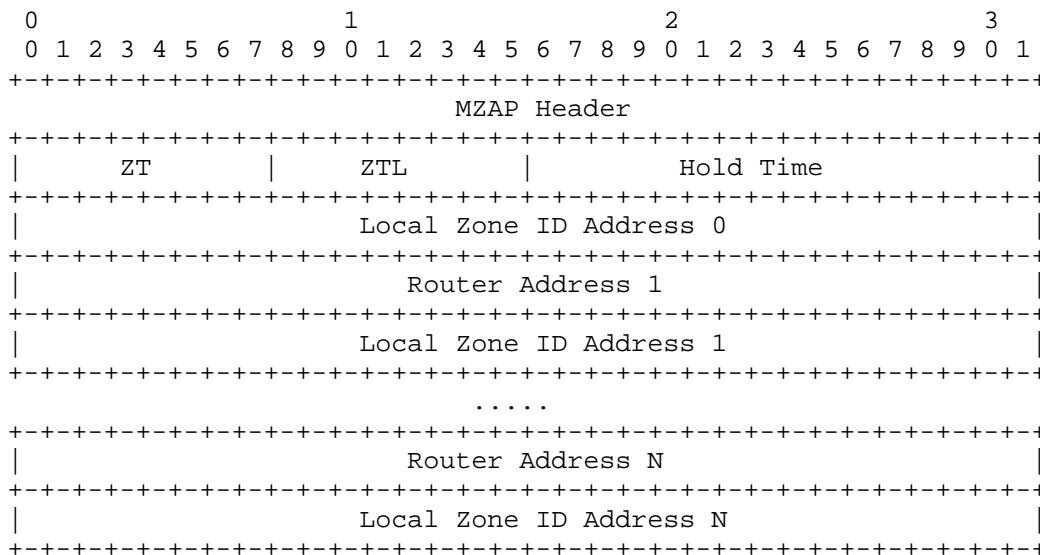 0                   1                   2                   3
 0 1 2 3 4 5 6 7 8 9 0 1 2 3 4 5 6 7 8 9 0 1 2 3 4 5 6 7 8 9 0 1
+-+-+-+-+-+-+-+-+-+-+-+-+-+-+-+-+-+-+-+-+-+-+-+-+-+-+-+-+-+-+-+-+
                            MZAP Header
+-+-+-+-+-+-+-+-+-+-+-+-+-+-+-+-+-+-+-+-+-+-+-+-+-+-+-+-+-+-+-+-+
|      ZT       |     ZTL       |         Hold Time             |
+-+-+-+-+-+-+-+-+-+-+-+-+-+-+-+-+-+-+-+-+-+-+-+-+-+-+-+-+-+-+-+-+
|                     Local Zone ID Address 0                   |
+-+-+-+-+-+-+-+-+-+-+-+-+-+-+-+-+-+-+-+-+-+-+-+-+-+-+-+-+-+-+-+-+
|                        Router Address 1                       |
+-+-+-+-+-+-+-+-+-+-+-+-+-+-+-+-+-+-+-+-+-+-+-+-+-+-+-+-+-+-+-+-+
|                     Local Zone ID Address 1                   |
+-+-+-+-+-+-+-+-+-+-+-+-+-+-+-+-+-+-+-+-+-+-+-+-+-+-+-+-+-+-+-+-+
                             .....
+-+-+-+-+-+-+-+-+-+-+-+-+-+-+-+-+-+-+-+-+-+-+-+-+-+-+-+-+-+-+-+-+
|                        Router Address N                       |
+-+-+-+-+-+-+-+-+-+-+-+-+-+-+-+-+-+-+-+-+-+-+-+-+-+-+-+-+-+-+-+-+
|                     Local Zone ID Address N                   |
+-+-+-+-+-+-+-+-+-+-+-+-+-+-+-+-+-+-+-+-+-+-+-+-+-+-+-+-+-+-+-+-+